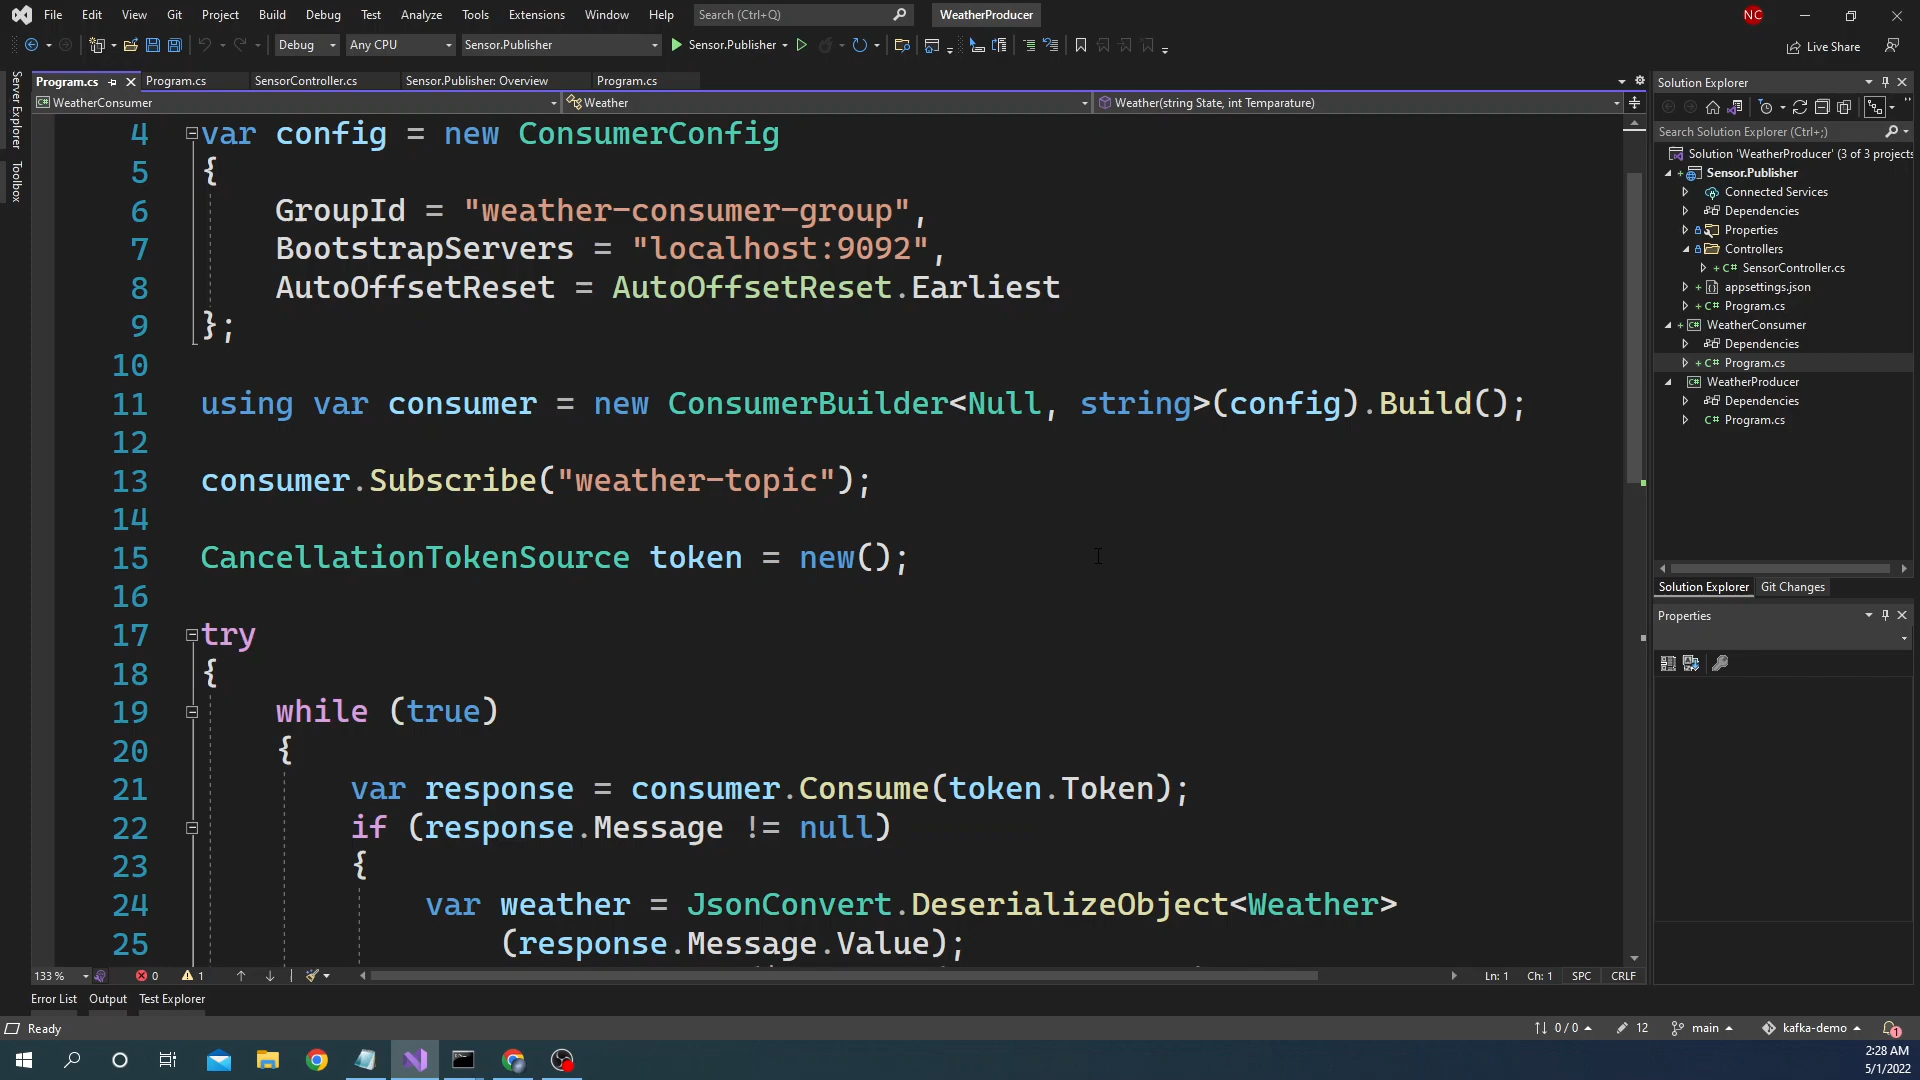 File Edit View Git Project Build Debug Test Analyze Tools Extensions Window Help Search (Ctrl+Q) WeatherProducer NC
Debug Any CPU Sensor.Publisher Sensor.Publisher Live Share
Server Explorer
Toolbox
Program.cs Program.cs SensorController.cs Sensor.Publisher: Overview Program.cs
WeatherConsumer Weather Weather(string State, int Temparature)
4 var config = new ConsumerConfig
5 {
6 GroupId = "weather-consumer-group",
7 BootstrapServers = "localhost:9092",
8 AutoOffsetReset = AutoOffsetReset.Earliest
9 };
10
11 using var consumer = new ConsumerBuilder<Null, string>(config).Build();
12
13 consumer.Subscribe("weather-topic");
14
15 CancellationTokenSource token = new();
16
17 try
18 {
19 while (true)
20 {
21 var response = consumer.Consume(token.Token);
22 if (response.Message != null)
23 {
24 var weather = JsonConvert.DeserializeObject<Weather>
25 (response.Message.Value);
133 % 0 1 Ln: 1 Ch: 1 SPC CRLF
Error List Output Test Explorer
Ready 0 / 0 12 main kafka-demo 1
Solution Explorer
Search Solution Explorer (Ctrl+;)
Solution 'WeatherProducer' (3 of 3 projects
Sensor.Publisher
Connected Services
Dependencies
Properties
Controllers
C# SensorController.cs
appsettings.json
C# Program.cs
C# WeatherConsumer
Dependencies
C# Program.cs
C# WeatherProducer
Dependencies
C# Program.cs
Solution Explorer Git Changes
Properties
2:28 AM
5/1/2022